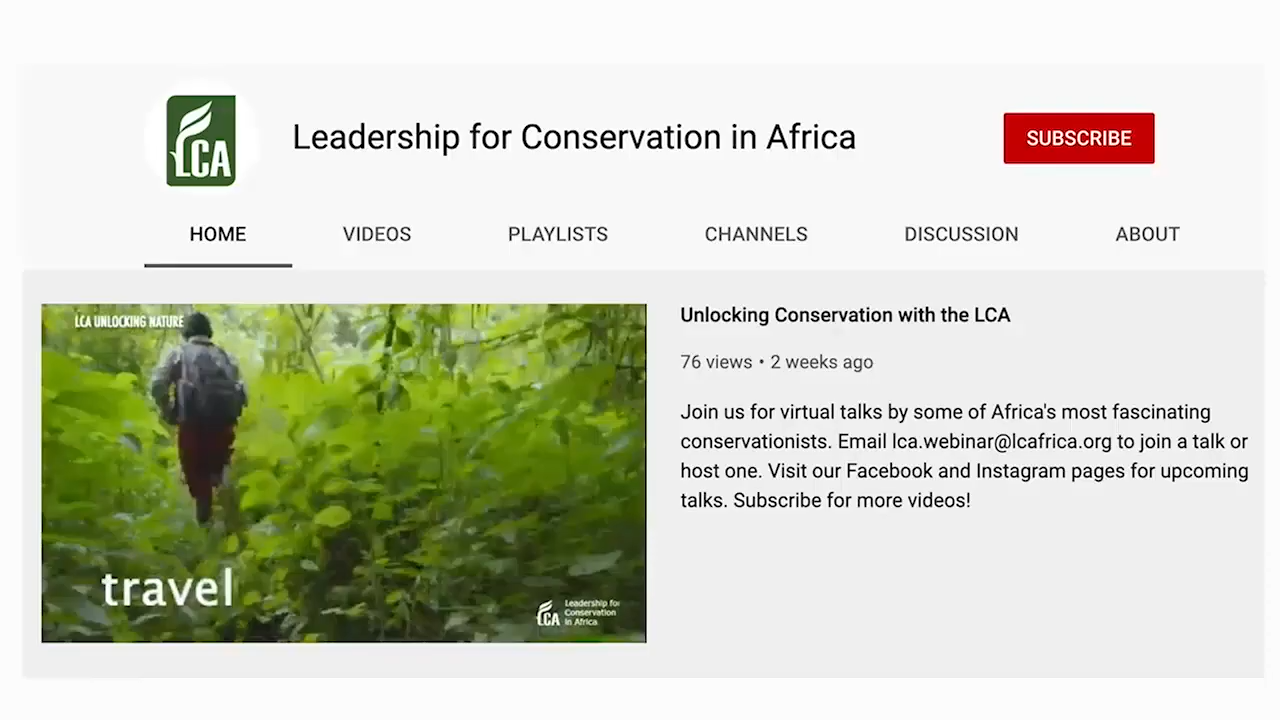 LCA
Leadership for Conservation in Africa
SUBSCRIBE
HOME VIDEOS PLAYLISTS CHANNELS DISCUSSION ABOUT
LCA UNLOCKING NATURE
travel
LCA
Leadership for
Conservation
in Africa
Unlocking Conservation with the LCA
76 views • 2 weeks ago
Join us for virtual talks by some of Africa's most fascinating
conservationists. Email lca.webinar@lcafrica.org to join a talk or
host one. Visit our Facebook and Instagram pages for upcoming
talks. Subscribe for more videos!